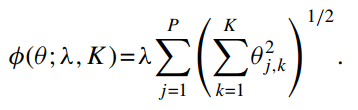 ϕ(θ; λ, K)=λ∑_{j=1}^{P} (∑_{k=1}^{K} θ_{j,k}^{2})^{1/2}.